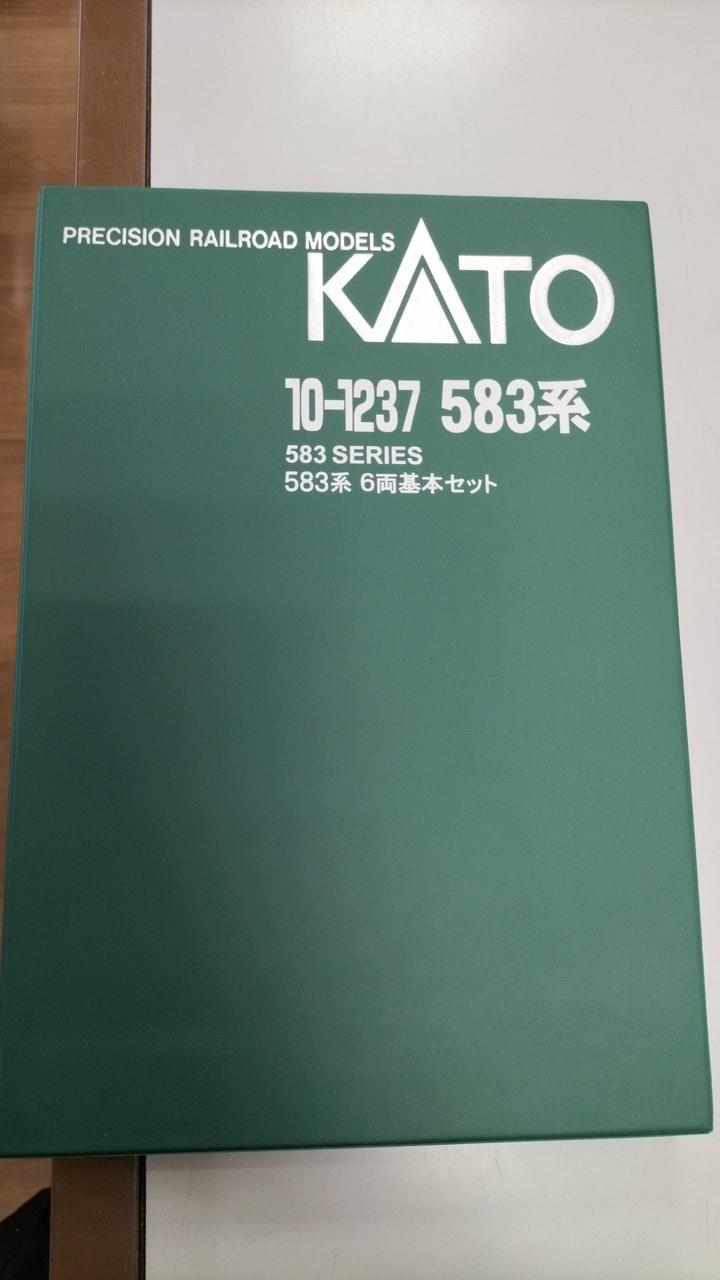 PRECISION RAILROAD MODELS
KATO
10-1237 583系
583 SERIES
583系 6両基本セット